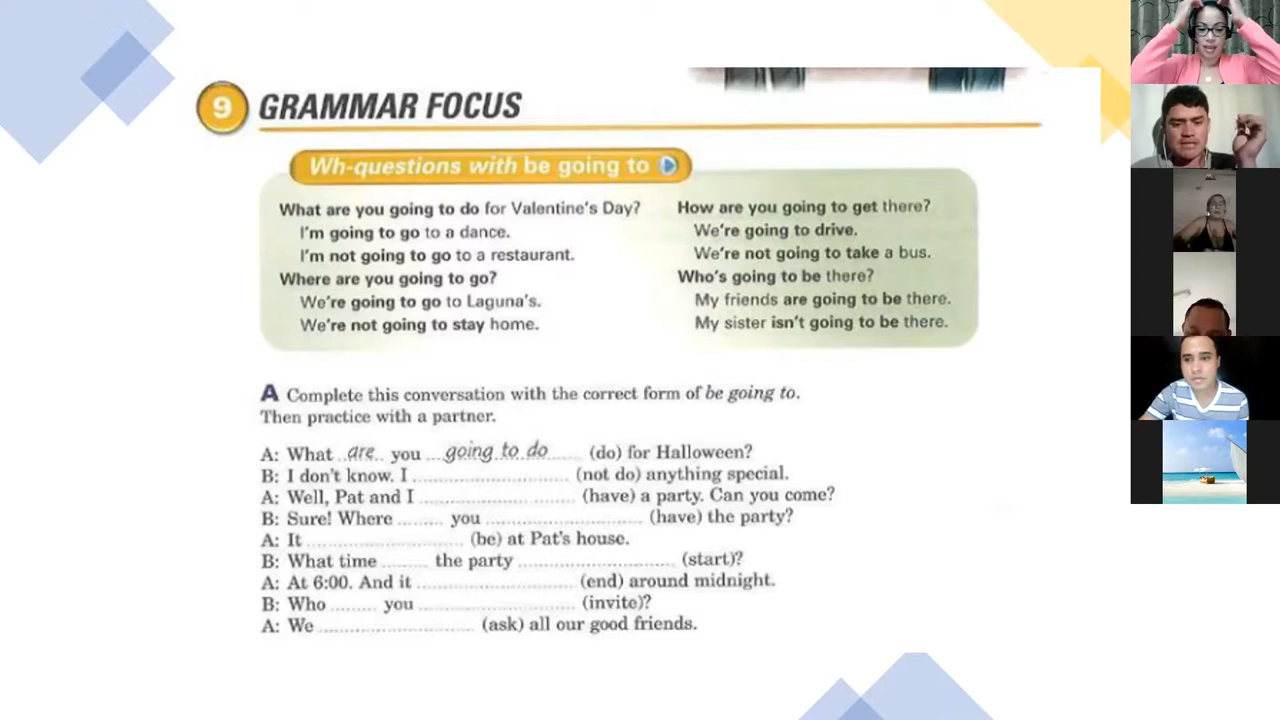 9 GRAMMAR FOCUS
Wh-questions with be going to
What are you going to do for Valentine's Day?
I'm going to go to a dance.
I'm not going to go to a restaurant.
Where are you going to go?
We're going to go to Laguna's.
We're not going to stay home.
How are you going to get there?
We're going to drive.
We're not going to take a bus.
Who's going to be there?
My friends are going to be there.
My sister isn't going to be there.
A Complete this conversation with the correct form of be going to.
Then practice with a partner.
A: What ..are.. you ...going to do...... (do) for Halloween?
B: I don't know. I .............................. (not do) anything special.
A: Well, Pat and I .............................. (have) a party. Can you come?
B: Sure! Where ......... you .............................. (have) the party?
A: It .............................. (be) at Pat's house.
B: What time ......... the party .............................. (start)?
A: At 6:00. And it .............................. (end) around midnight.
B: Who ......... you .............................. (invite)?
A: We .............................. (ask) all our good friends.